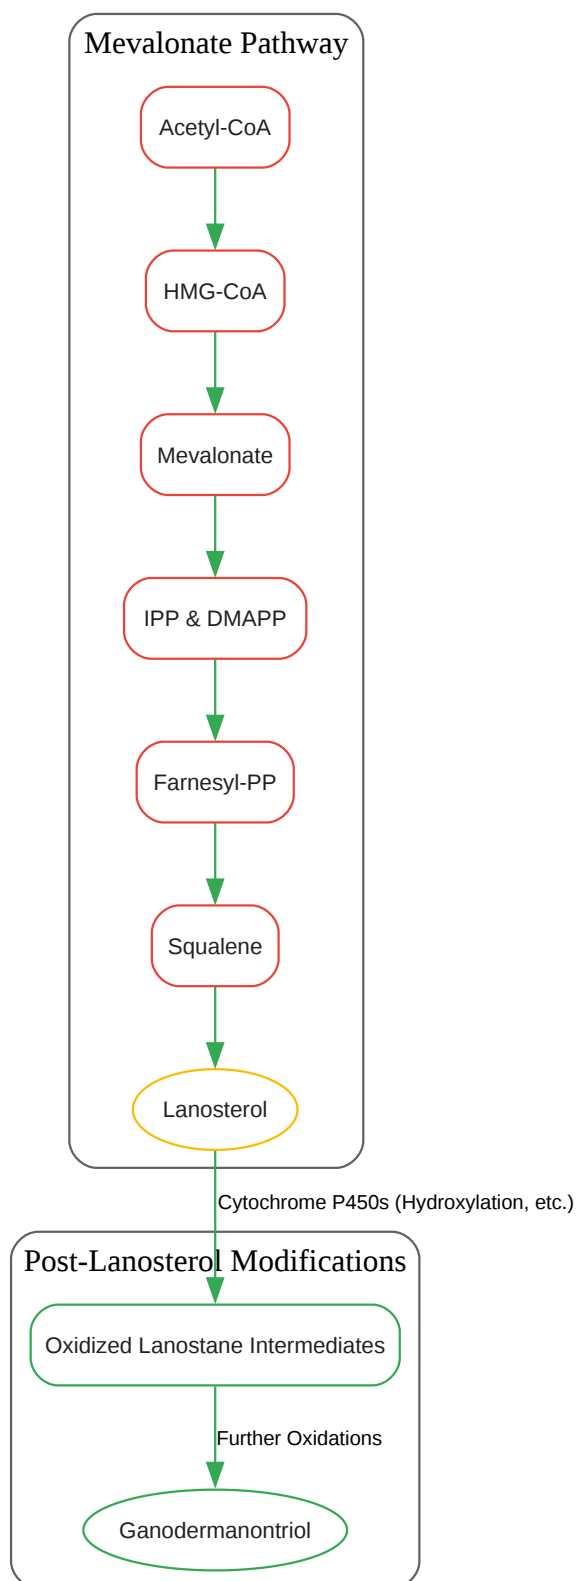 Mevalonate Pathway
Acetyl-CoA
HMG-CoA
Mevalonate
IPP & DMAPP
Farnesyl-PP
Squalene
Lanosterol
Cytochrome P450s (Hydroxylation, etc.)
Post-Lanosterol Modifications
Oxidized Lanostane Intermediates
Further Oxidations
Ganodermanontriol